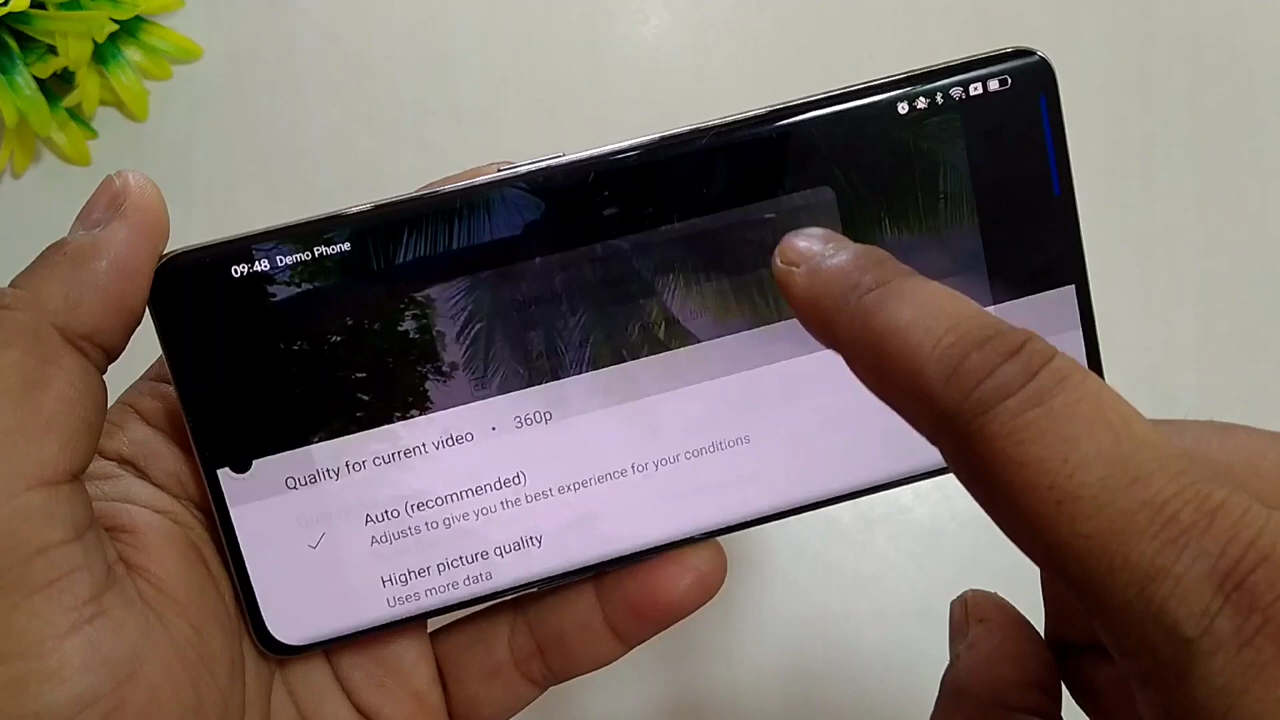 09:48 Demo Phone
Quality for current video • 360p
Auto (recommended)
Adjusts to give you the best experience for your conditions
Higher picture quality
Uses more data